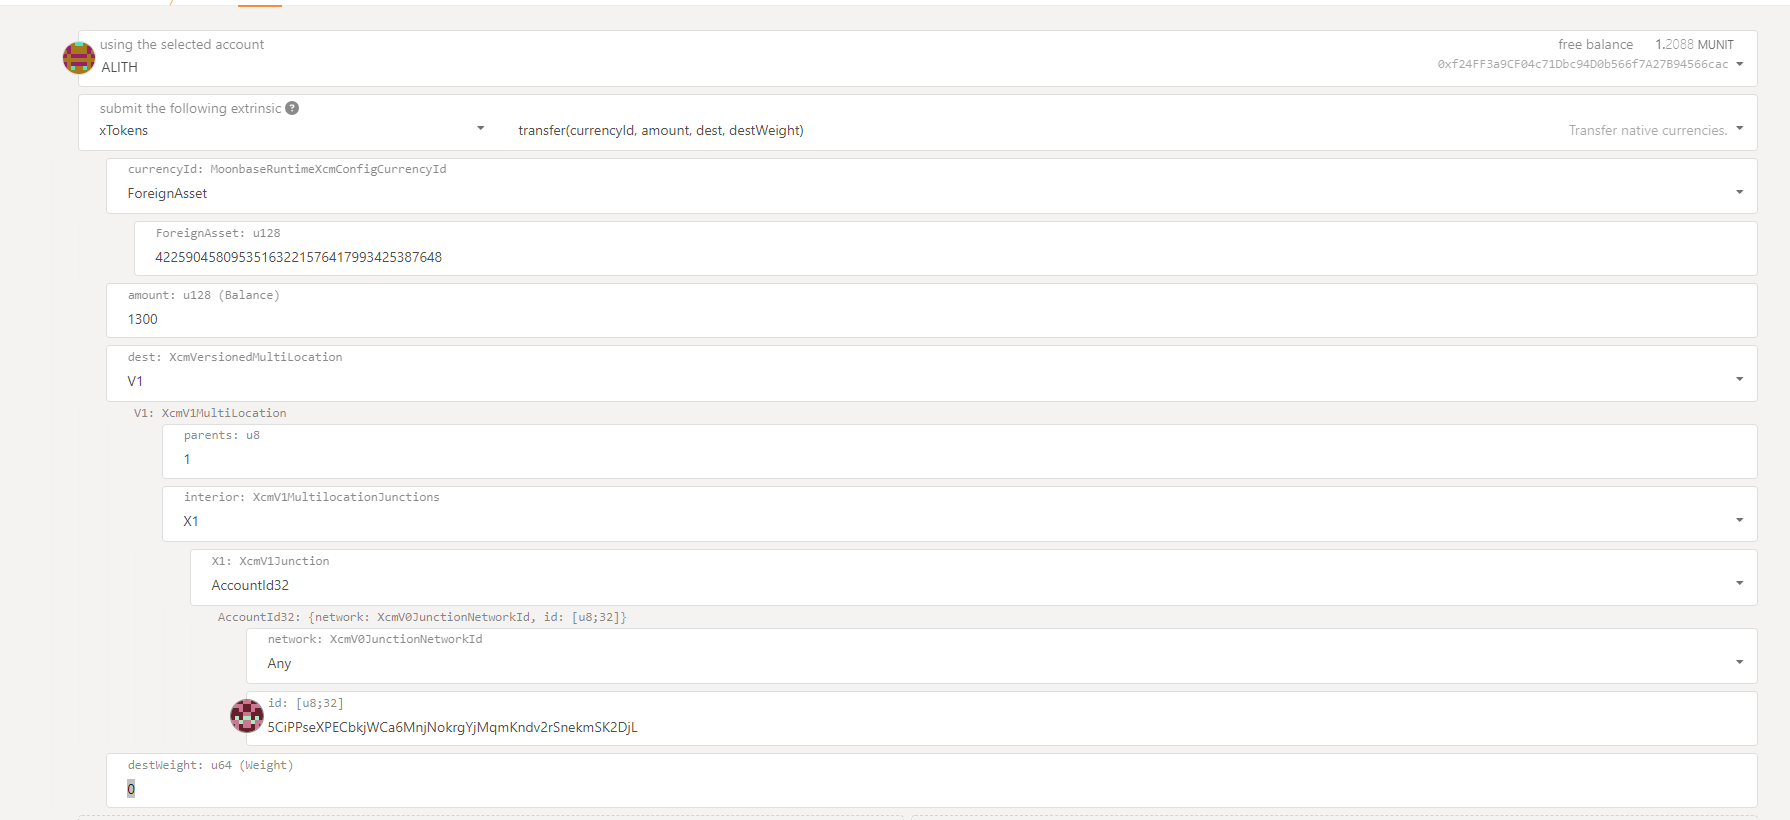 using the selected account
free balance 1.2088 MUNIT
ALITH
0xf24FF3a9CF04c71Dbc94D0b566f7A27B94566cac
submit the following extrinsic ?
xTokens
transfer(currencyId, amount, dest, destWeight)
Transfer native currencies.
currencyId: MoonbaseRuntimeXcmConfigCurrencyId
ForeignAsset
ForeignAsset: u128
42259045809535163221576417993425387648
amount: u128 (Balance)
1300
dest: XcmVersionedMultiLocation
V1
V1: XcmV1MultiLocation
parents: u8
1
interior: XcmV1MultilocationJunctions
X1
X1: XcmV1Junction
AccountId32
AccountId32: {network: XcmV0JunctionNetworkId, id: [u8;32]}
network: XcmV0JunctionNetworkId
Any
id: [u8;32]
5CiPPseXPECbkjWCa6MnjNokrgYjMqmKndv2rSnekmSK2DjL
destWeight: u64 (Weight)
0